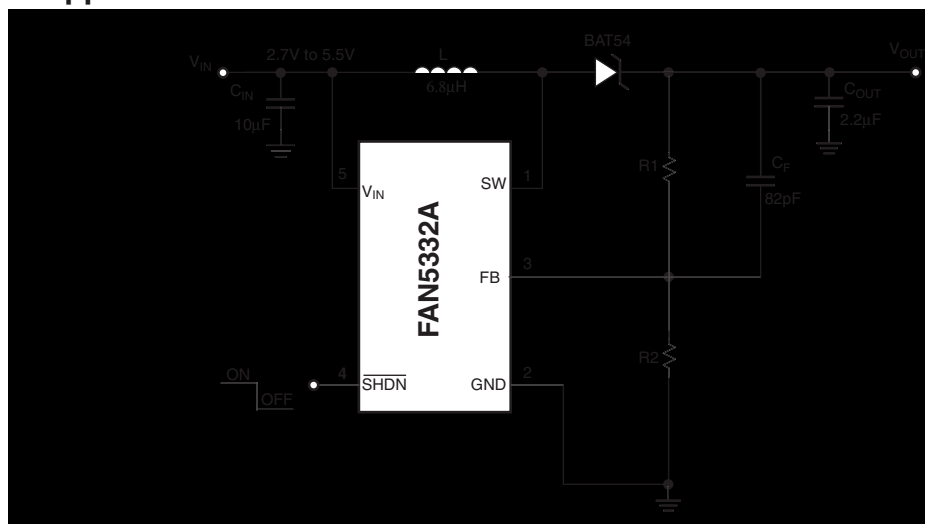 BAT54
VIN
2.7V to 5.5V
L
VOUT
CIN
6.8µH
COUT
10µF
2.2µF
R1
CF
5
VIN
SW
1
82pF
FAN5332A
FB
3
R2
ON
4
SHDN
GND
2
OFF